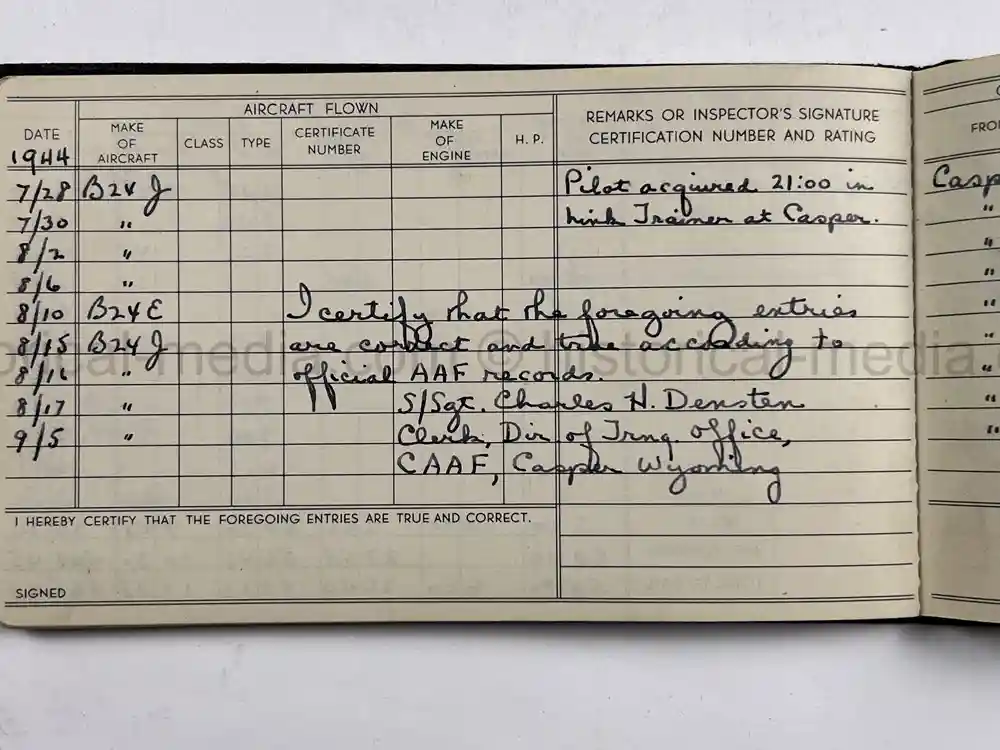 AIRCRAFT FLOWN
DATE MAKE OF AIRCRAFT CLASS TYPE CERTIFICATE NUMBER MAKE OF ENGINE H. P. REMARKS OR INSPECTOR'S SIGNATURE CERTIFICATION NUMBER AND RATING
1944
7/28 B24 J Pilot acqiured 21:00 in Casp
7/30 " Link Trainer at Casper. "
8/2 " "
8/6 " "
8/10 B24 E I certify that the foregoing entries "
8/15 B24 J are correct and true according to "
8/16 " official AAF records. "
8/17 " S/Sgt. Charles H. Densten "
9/5 " Clerk, Dir of Trng. Office, "
CAAF, Casper Wyoming
I HEREBY CERTIFY THAT THE FOREGOING ENTRIES ARE TRUE AND CORRECT.
SIGNED
FRO